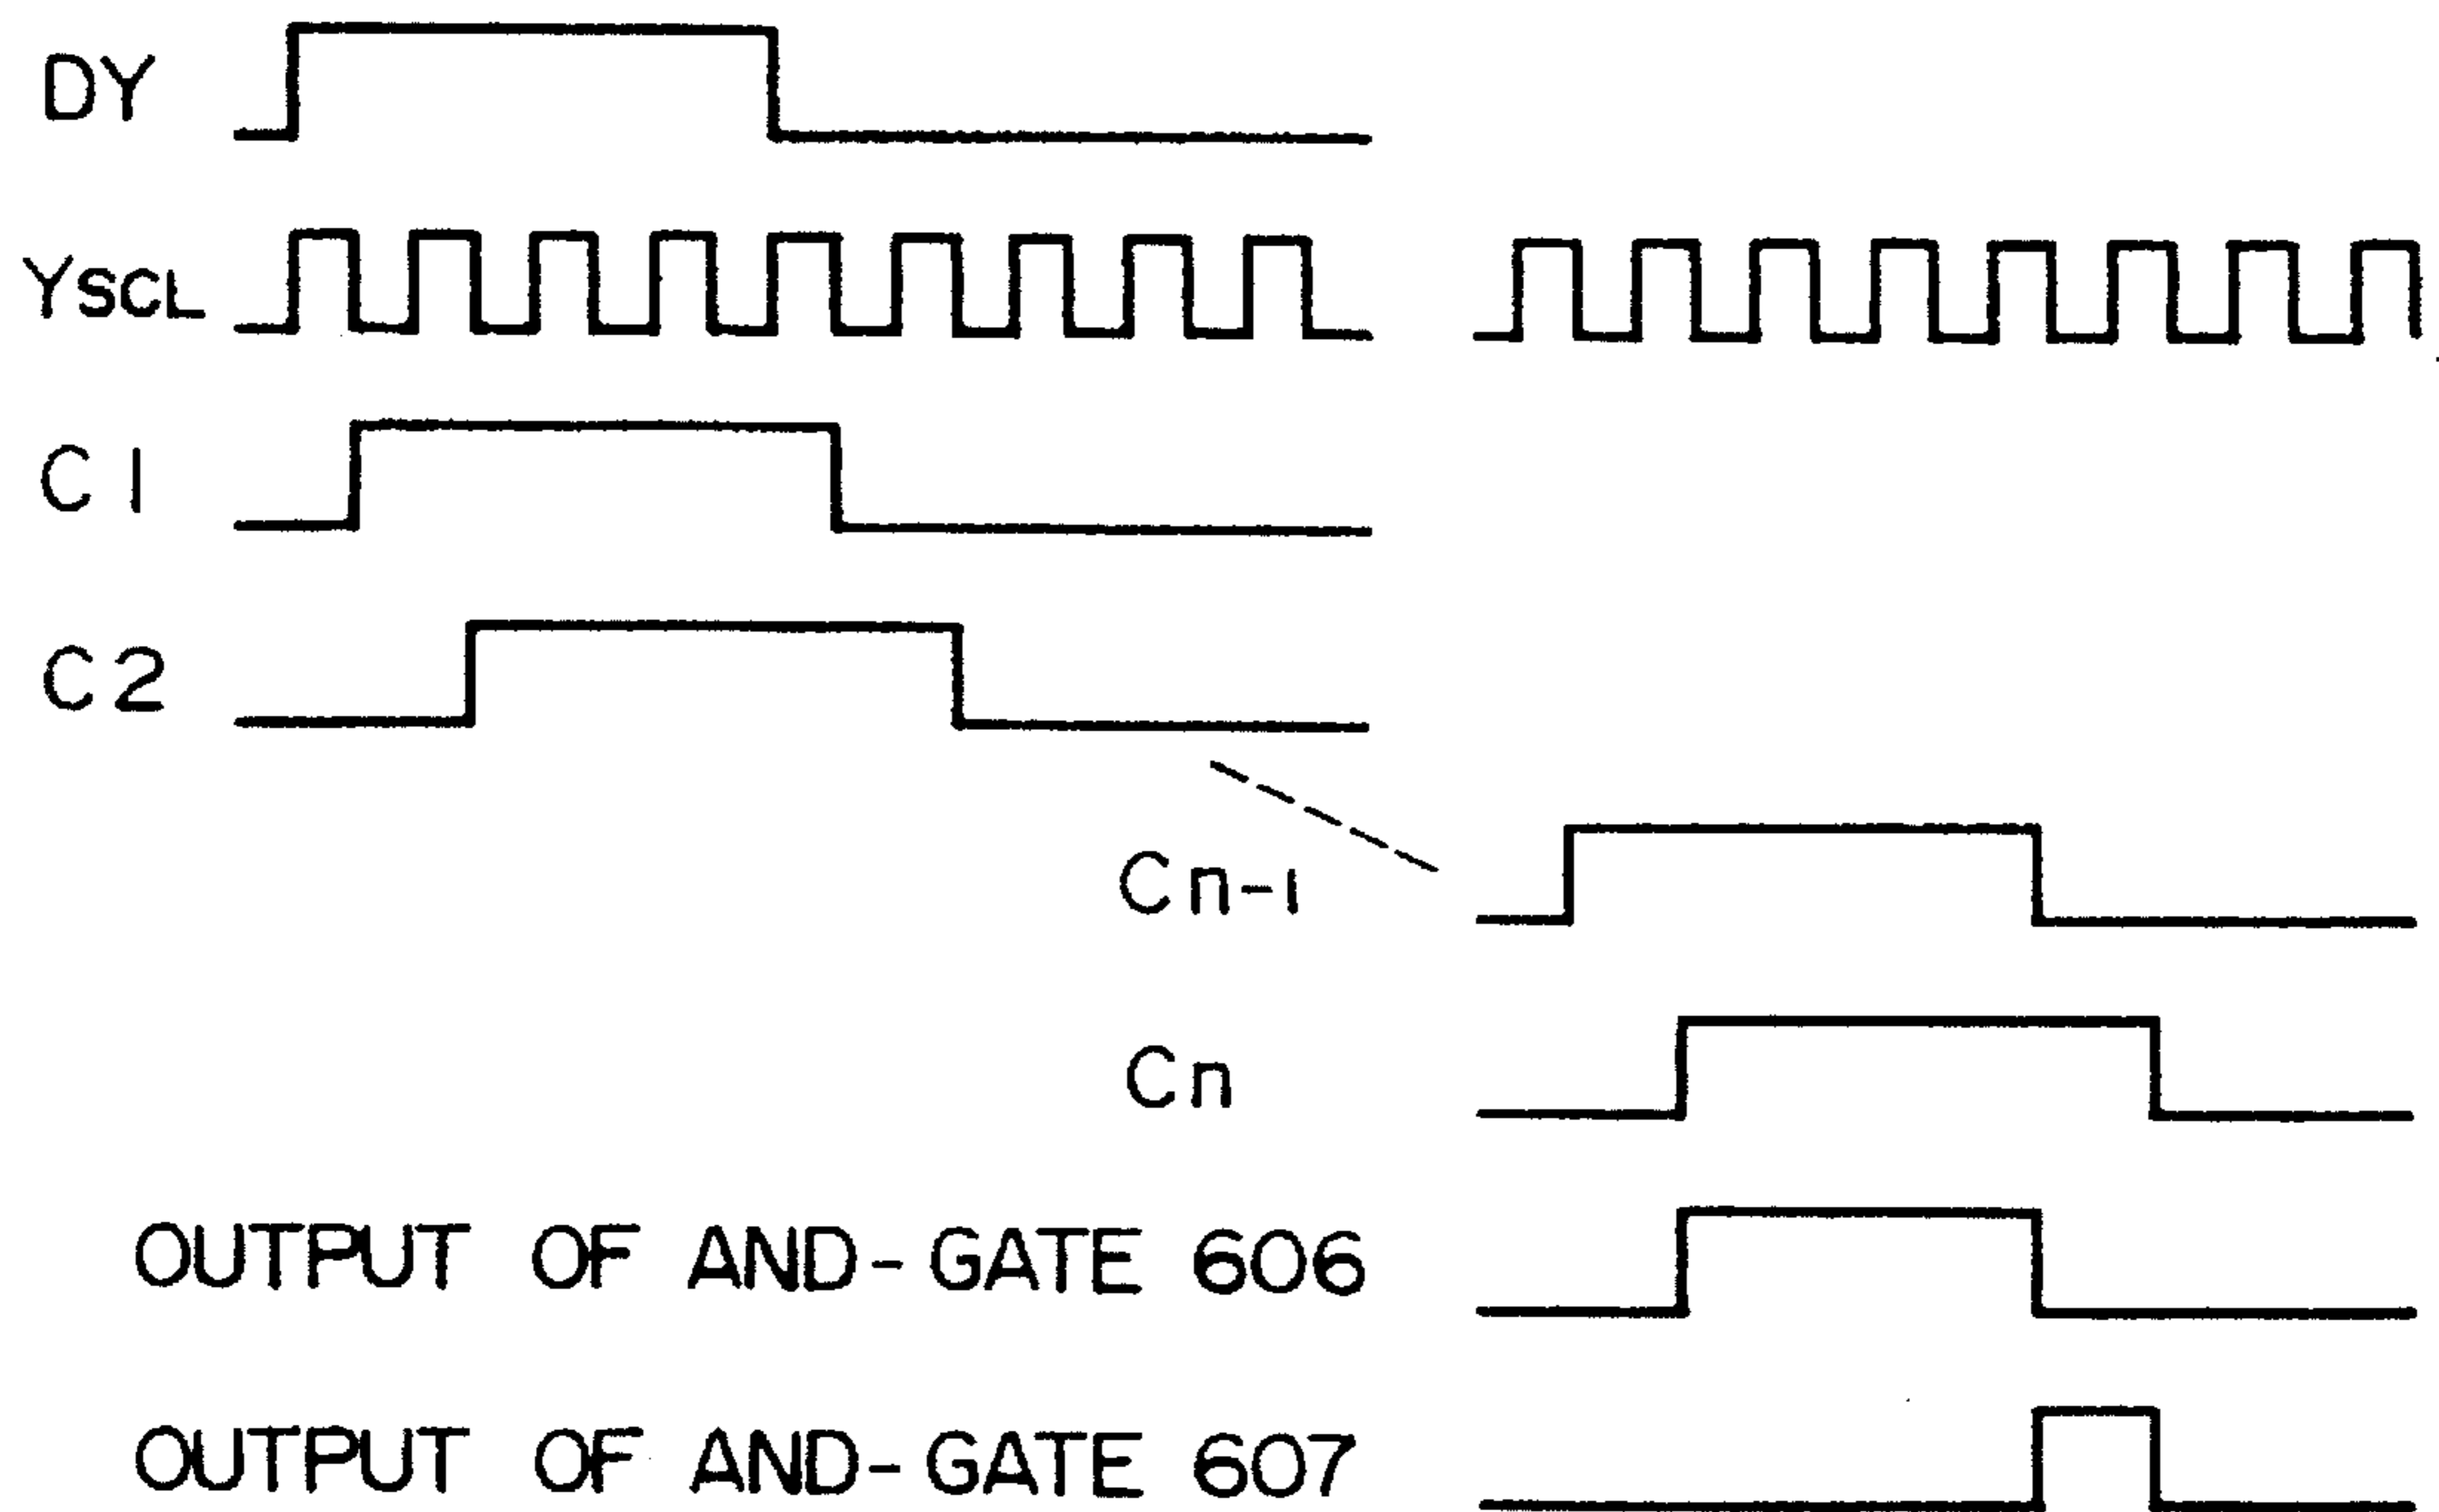 DY
YSCL
C1
C2
Cn-1
Cn
OUTPUT OF AND-GATE 606
OUTPUT OF AND-GATE 607